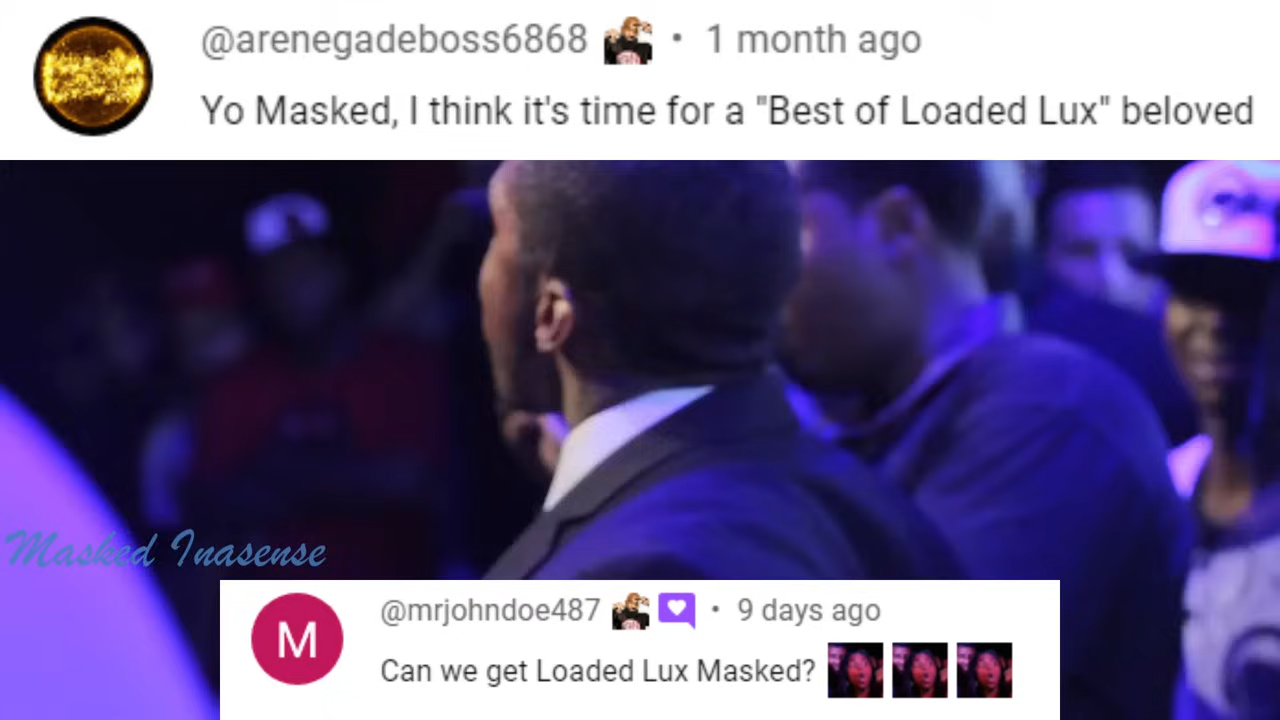 @arenegadeboss6868 • 1 month ago
Yo Masked, I think it's time for a "Best of Loaded Lux" beloved
Masked Inasense
M
@mrjohndoe487 • 9 days ago
Can we get Loaded Lux Masked?